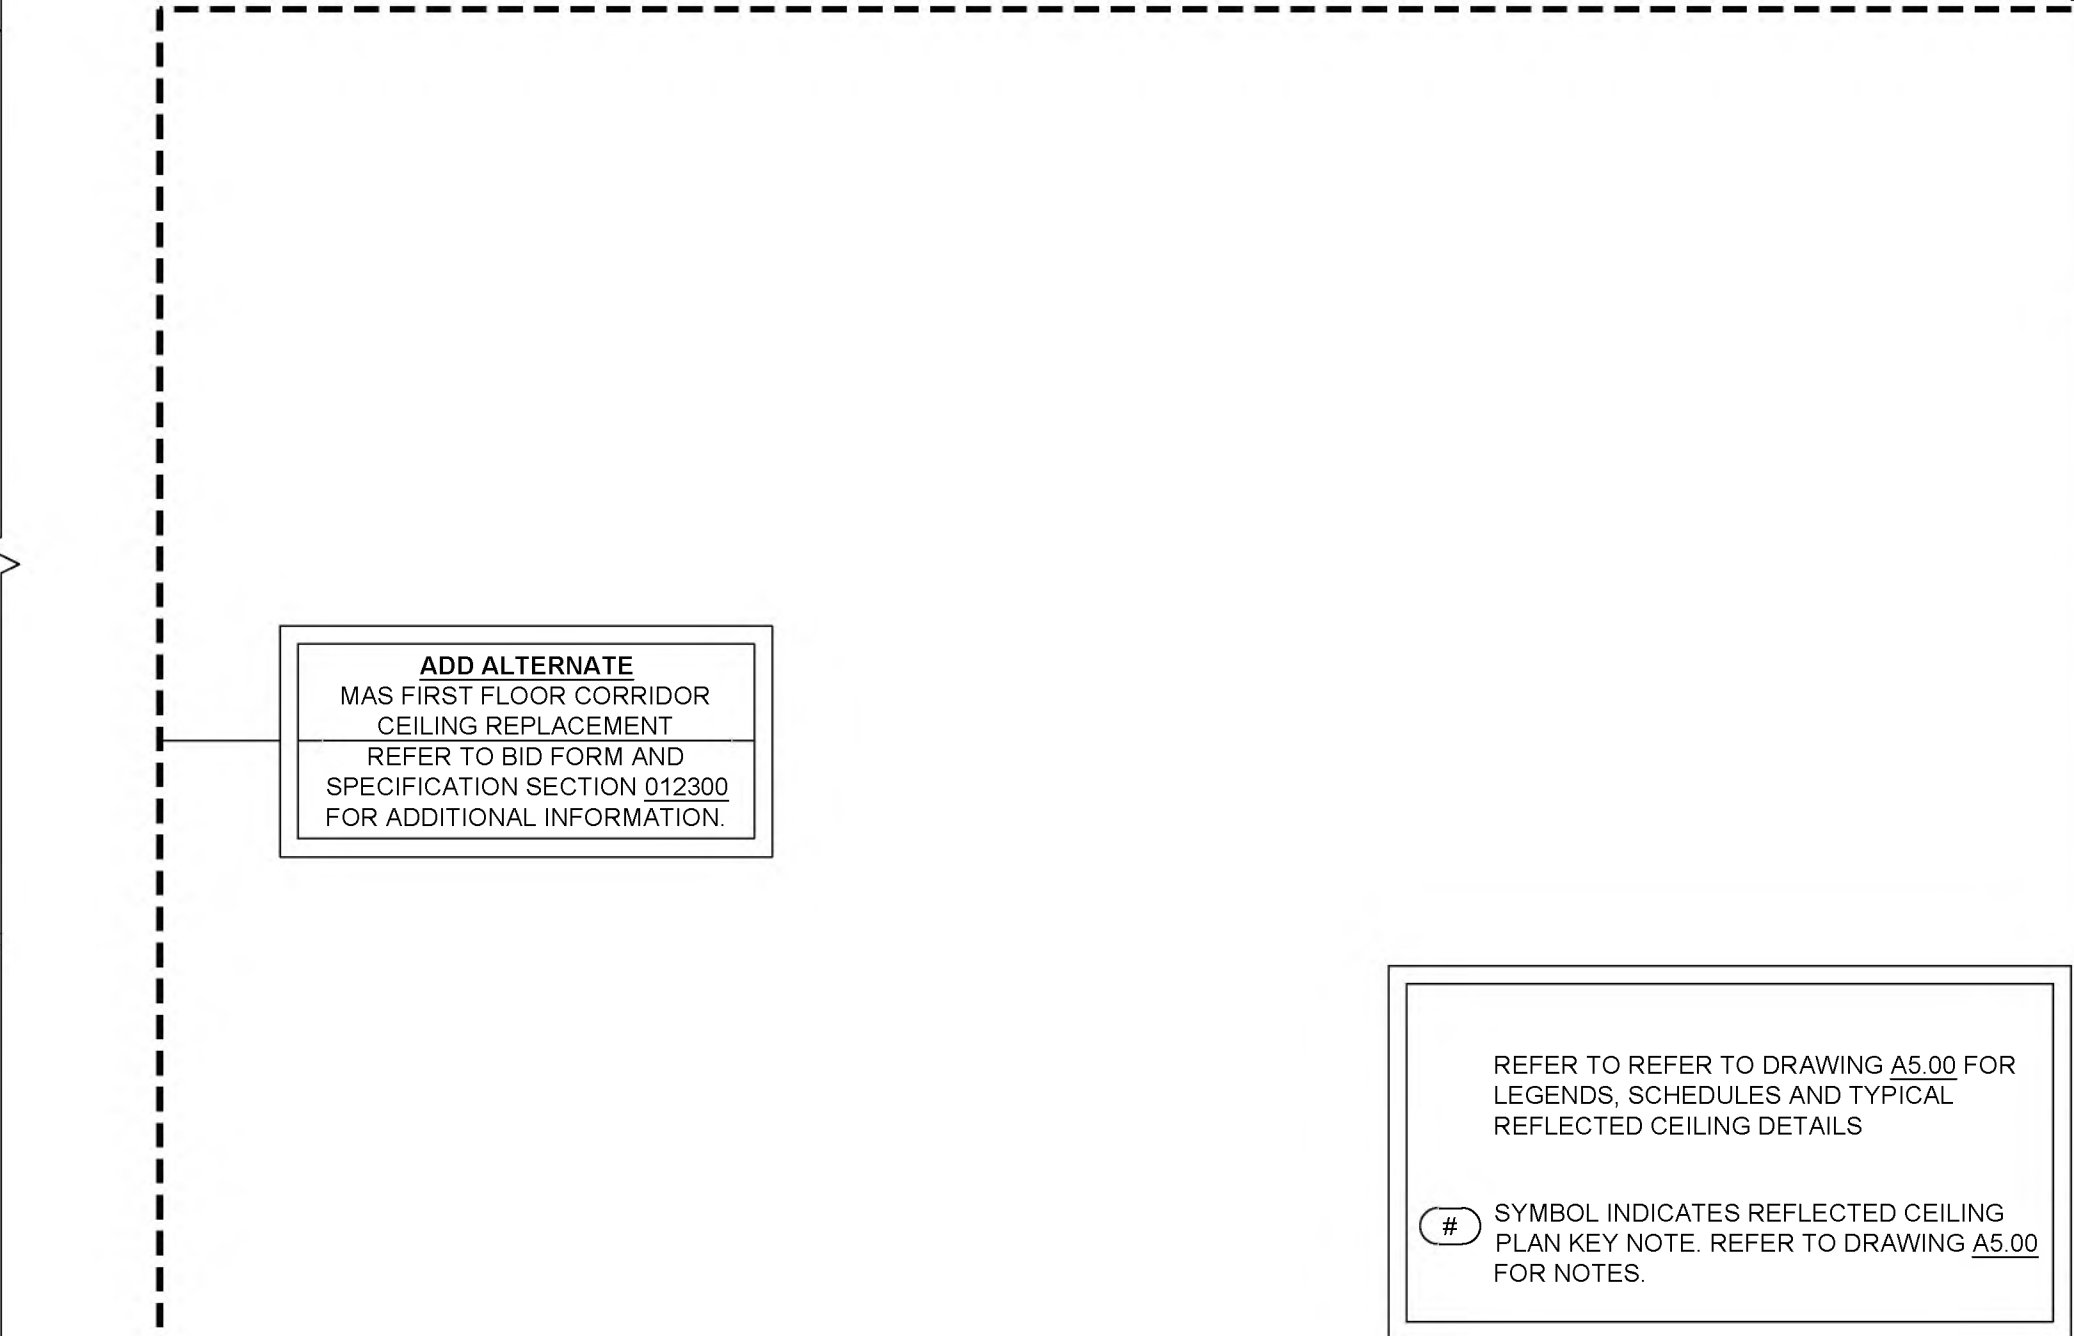 ADD ALTERNATE
MAS FIRST FLOOR CORRIDOR
CEILING REPLACEMENT
REFER TO BID FORM AND
SPECIFICATION SECTION 012300
FOR ADDITIONAL INFORMATION.
REFER TO REFER TO DRAWING A5.00 FOR
LEGENDS, SCHEDULES AND TYPICAL
REFLECTED CEILING DETAILS
# SYMBOL INDICATES REFLECTED CEILING
PLAN KEY NOTE. REFER TO DRAWING A5.00
FOR NOTES.